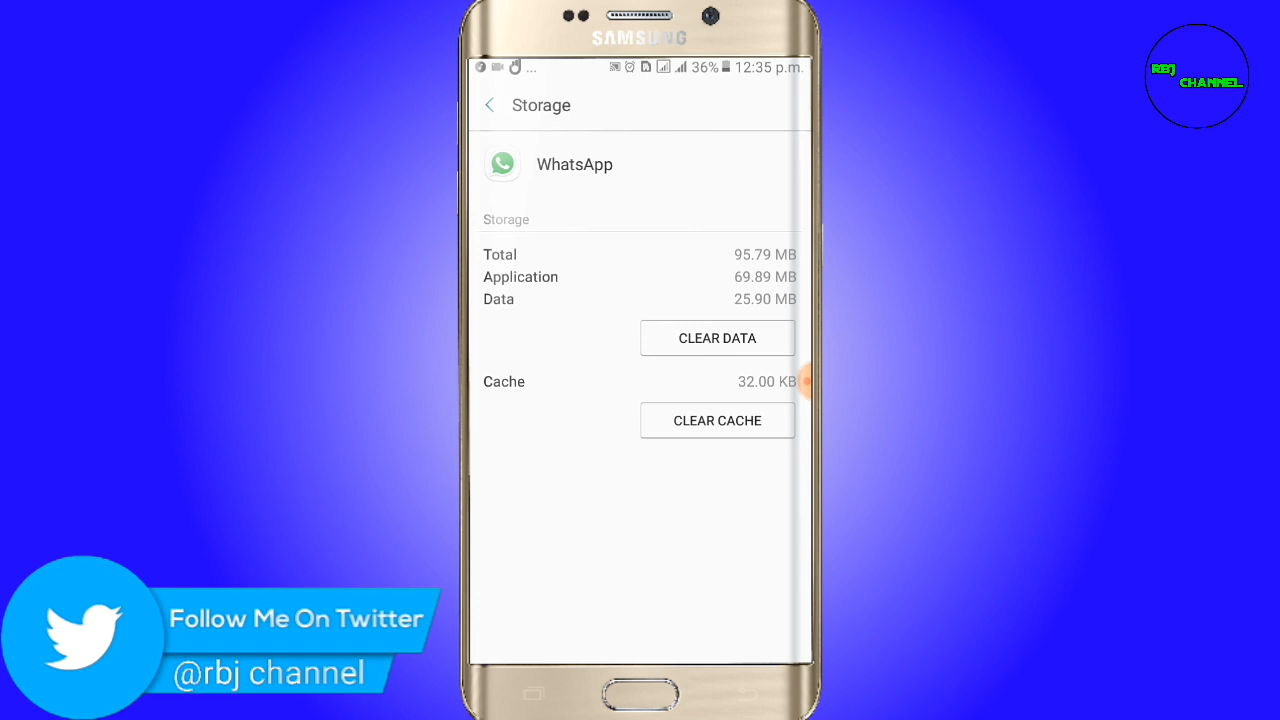 SAMSUNG
... 36% 12:35 p.m.
RBJ
CHANNEL
Storage
WhatsApp
Storage
Total 95.79 MB
Application 69.89 MB
Data 25.90 MB
CLEAR DATA
Cache 32.00 KB
CLEAR CACHE
Follow Me On Twitter
@rbj channel